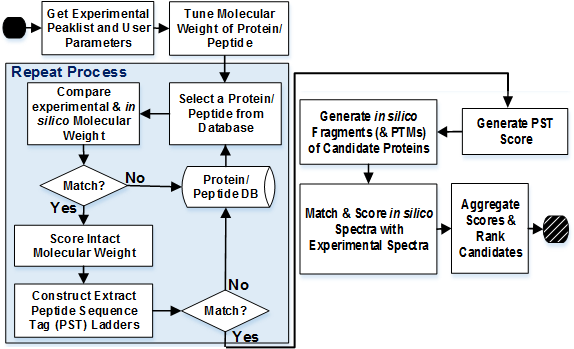 Get Experimental
Peaklist and User
Parameters
Tune Molecular
Weight of Protein/
Peptide
Repeat Process
Compare
experimental & in
silico Molecular
Weight
Select a Protein/
Peptide from
Database
Match?
No
Yes
Protein/
Peptide DB
Score Intact
Molecular Weight
Construct Extract
Peptide Sequence
Tag (PST) Ladders
Match?
No
Yes
Generate PST
Score
Generate in silico
Fragments (& PTMs)
of Candidate Proteins
Match & Score in silico
Spectra with
Experimental Spectra
Aggregate
Scores &
Rank
Candidates